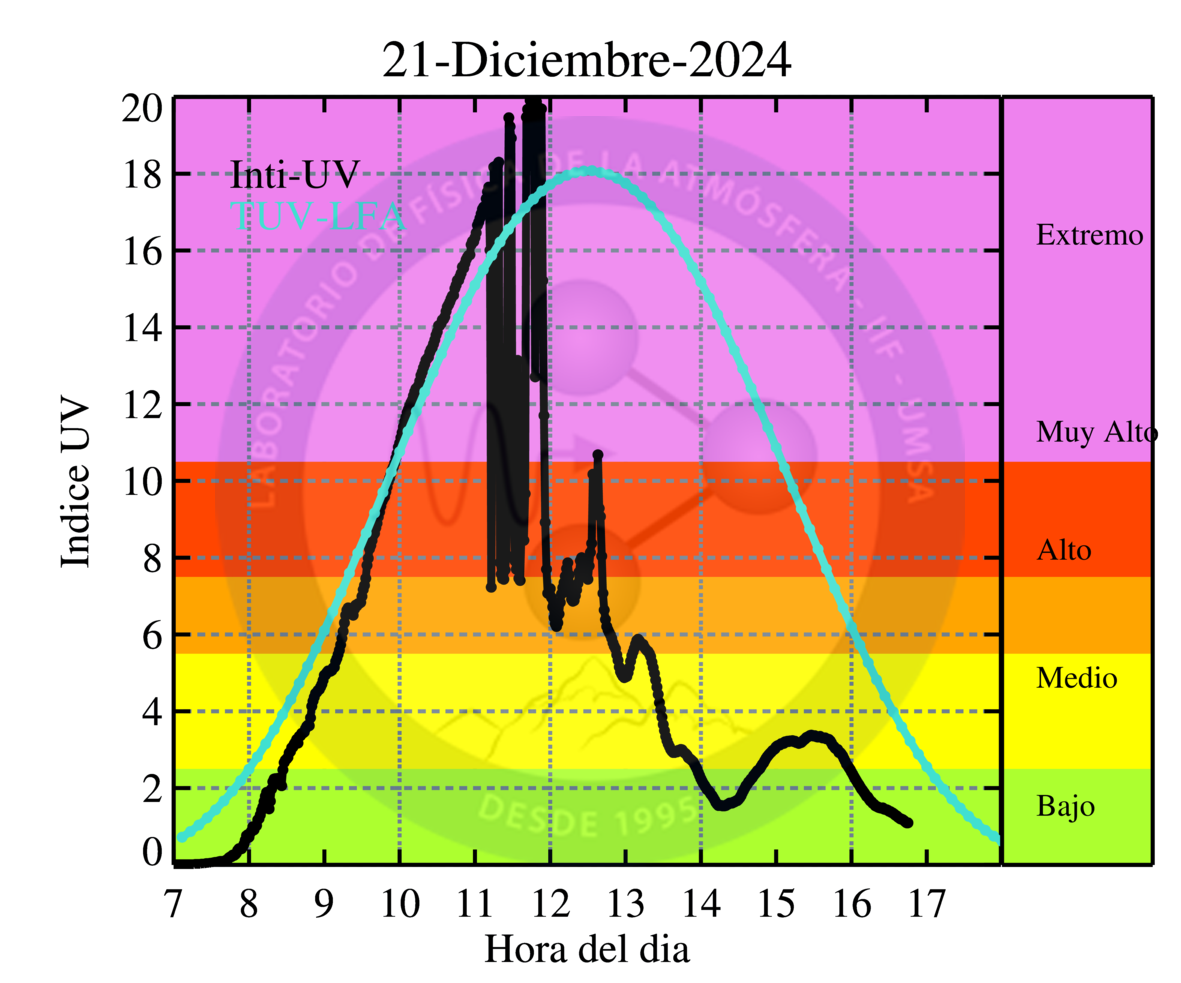 21-Diciembre-2024
20
18
16
14
12
10
8
6
4
2
0
Indice UV
Inti-UV
TUV-LFA
LABORATORIO DE FÍSICA DE LA ATMÓSFERA - IIF - UMSA
DESDE 1995
Extremo
Muy Alto
Alto
Medio
Bajo
7 8 9 10 11 12 13 14 15 16 17
Hora del dia